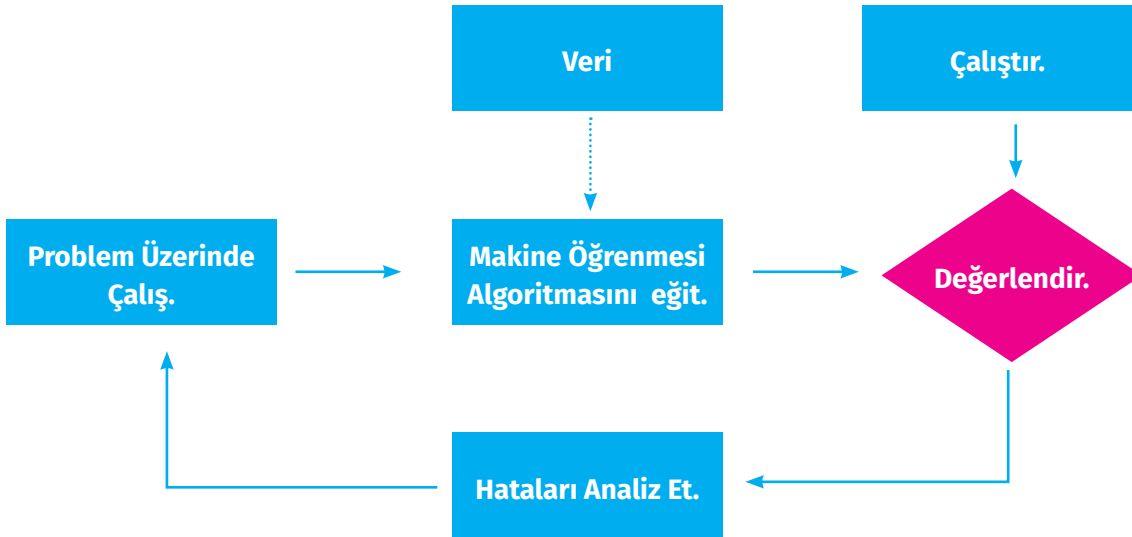 Veri
Çalıştır.
Problem Üzerinde
Çalış.
Makine Öğrenmesi
Algoritmasını eğit.
Değerlendir.
Hataları Analiz Et.